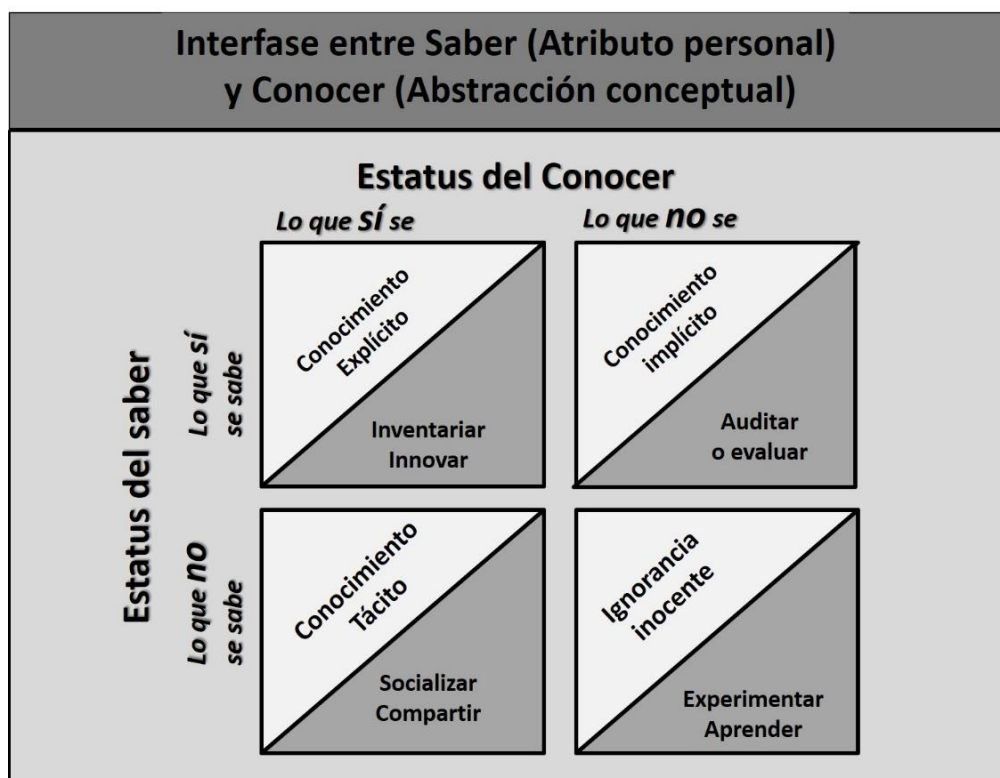 Interfase entre Saber (Atributo personal)
y Conocer (Abstracción conceptual)
Estatus del Conocer
Lo que sí se
Lo que no se
Estatus del saber
Lo que sí
se sabe
Conocimiento
Explícito
Inventariar
Innovar
Conocimiento
implícito
Auditar
o evaluar
Lo que no
se sabe
Conocimiento
Tácito
Socializar
Compartir
Ignorancia
inocente
Experimentar
Aprender